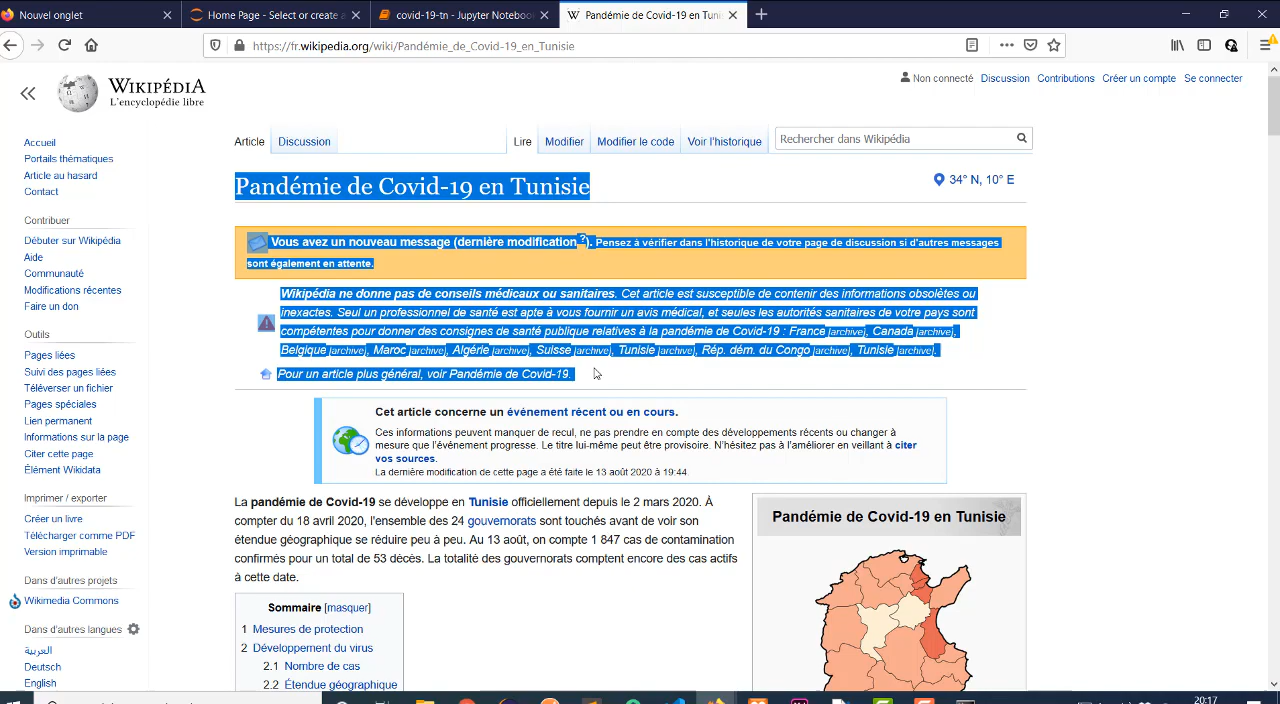 Nouvel onglet
Home Page - Select or create a
covid-19-tn - Jupyter Notebook
Pandémie de Covid-19 en Tunis
https://fr.wikipedia.org/wiki/Pandémie_de_Covid-19_en_Tunisie
WIKIPÉDIA
L'encyclopédie libre
Non connecté Discussion Contributions Créer un compte Se connecter
Article Discussion Lire Modifier Modifier le code Voir l'historique Rechercher dans Wikipédia
Accueil
Portails thématiques
Article au hasard
Contact
Contribuer
Débuter sur Wikipédia
Aide
Communauté
Modifications récentes
Faire un don
Outils
Pages liées
Suivi des pages liées
Téléverser un fichier
Pages spéciales
Lien permanent
Informations sur la page
Citer cette page
Élément Wikidata
Imprimer / exporter
Créer un livre
Télécharger comme PDF
Version imprimable
Dans d'autres projets
Wikimedia Commons
Dans d'autres langues
العربية
Deutsch
English
Pandémie de Covid-19 en Tunisie
34° N, 10° E
Vous avez un nouveau message (dernière modification?). Pensez à vérifier dans l'historique de votre page de discussion si d'autres messages
sont également en attente.
Wikipédia ne donne pas de conseils médicaux ou sanitaires. Cet article est susceptible de contenir des informations obsolètes ou
inexactes. Seul un professionnel de santé est apte à vous fournir un avis médical, et seules les autorités sanitaires de votre pays sont
compétentes pour donner des consignes de santé publique relatives à la pandémie de Covid-19 : France [archive], Canada [archive],
Belgique [archive], Maroc [archive], Algérie [archive], Suisse [archive], Tunisie [archive], Rép. dém. du Congo [archive], Tunisie [archive].
Pour un article plus général, voir Pandémie de Covid-19.
Cet article concerne un événement récent ou en cours.
Ces informations peuvent manquer de recul, ne pas prendre en compte des développements récents ou changer à
mesure que l'événement progresse. Le titre lui-même peut être provisoire. N'hésitez pas à l'améliorer en veillant à citer
vos sources.
La dernière modification de cette page a été faite le 13 août 2020 à 19:44.
La pandémie de Covid-19 se développe en Tunisie officiellement depuis le 2 mars 2020. À
compter du 18 avril 2020, l'ensemble des 24 gouvernorats sont touchés avant de voir son
étendue géographique se réduire peu à peu. Au 13 août, on compte 1 847 cas de contamination
confirmés pour un total de 53 décès. La totalité des gouvernorats comptent encore des cas actifs
à cette date.
Sommaire [masquer]
1 Mesures de protection
2 Développement du virus
2.1 Nombre de cas
2.2 Étendue géographique
Pandémie de Covid-19 en Tunisie
20:17